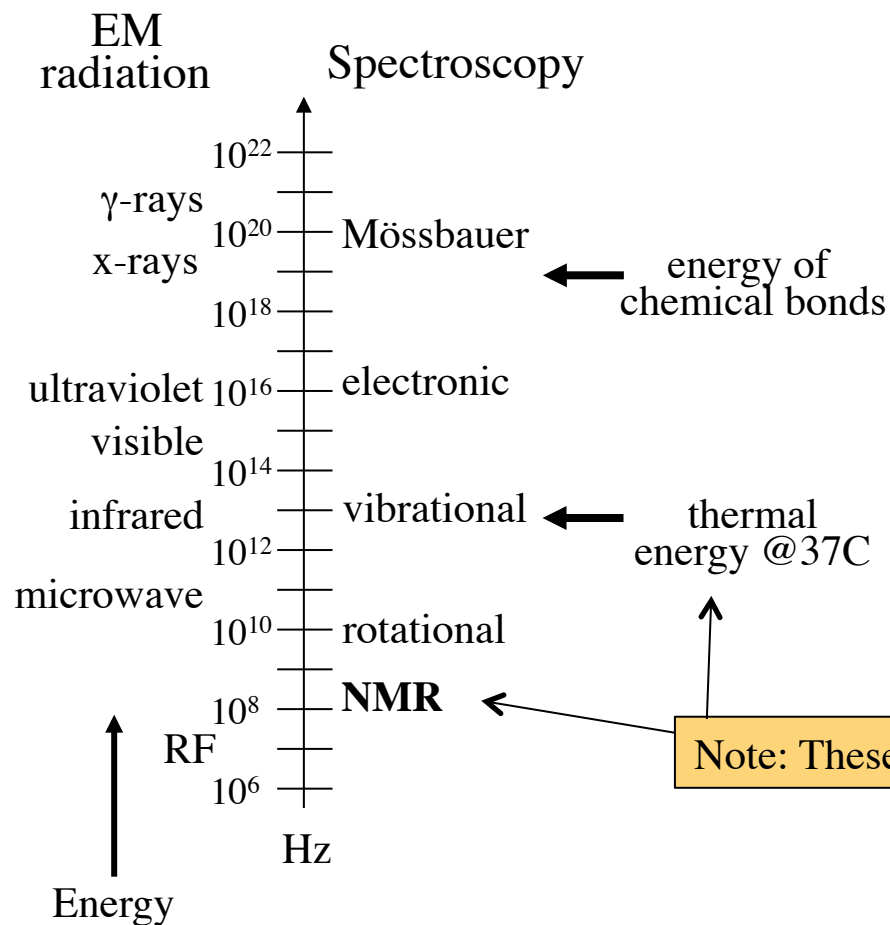 EM
radiation
Spectroscopy
10²²
γ-rays
10²⁰
Mössbauer
x-rays
energy of
chemical bonds
10¹⁸
ultraviolet
10¹⁶
electronic
visible
10¹⁴
infrared
vibrational
thermal
energy @37C
10¹²
microwave
10¹⁰
rotational
NMR
10⁸
RF
Note: These
10⁶
Hz
Energy